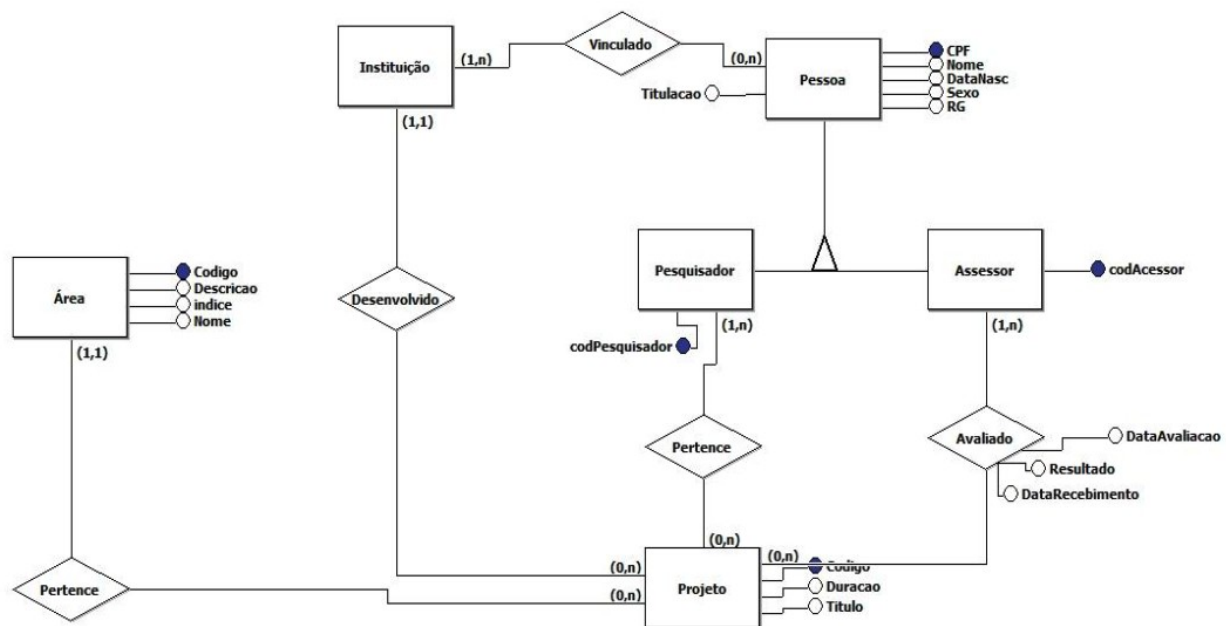 Instituição
(1,n)
Vinculado
(0,n)
Pessoa
CPF
Nome
DataNasc
Sexo
RG
Titulacao
(1,1)
Área
Codigo
Descricao
indice
Nome
(1,1)
Desenvolvido
Pesquisador
Assessor
codAcessor
(1,n)
(1,n)
codPesquisador
Pertence
Avaliado
DataAvaliacao
Resultado
DataRecebimento
(0,n)
(0,n)
(0,n)
(0,n)
Pertence
Projeto
Codigo
Duracao
Titulo